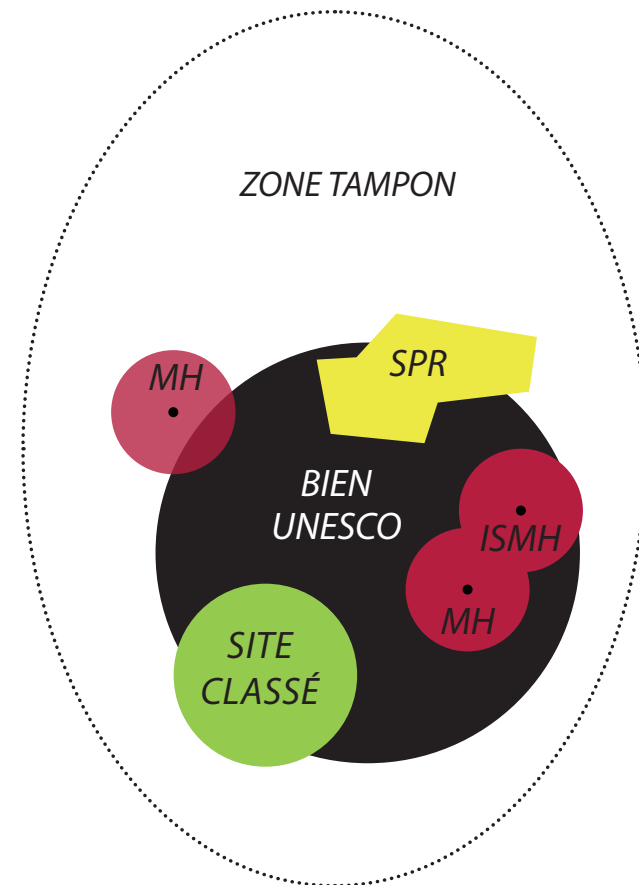 ZONE TAMPON
SPR
MH
BIEN
UNESCO
ISMH
MH
SITE
CLASSÉ